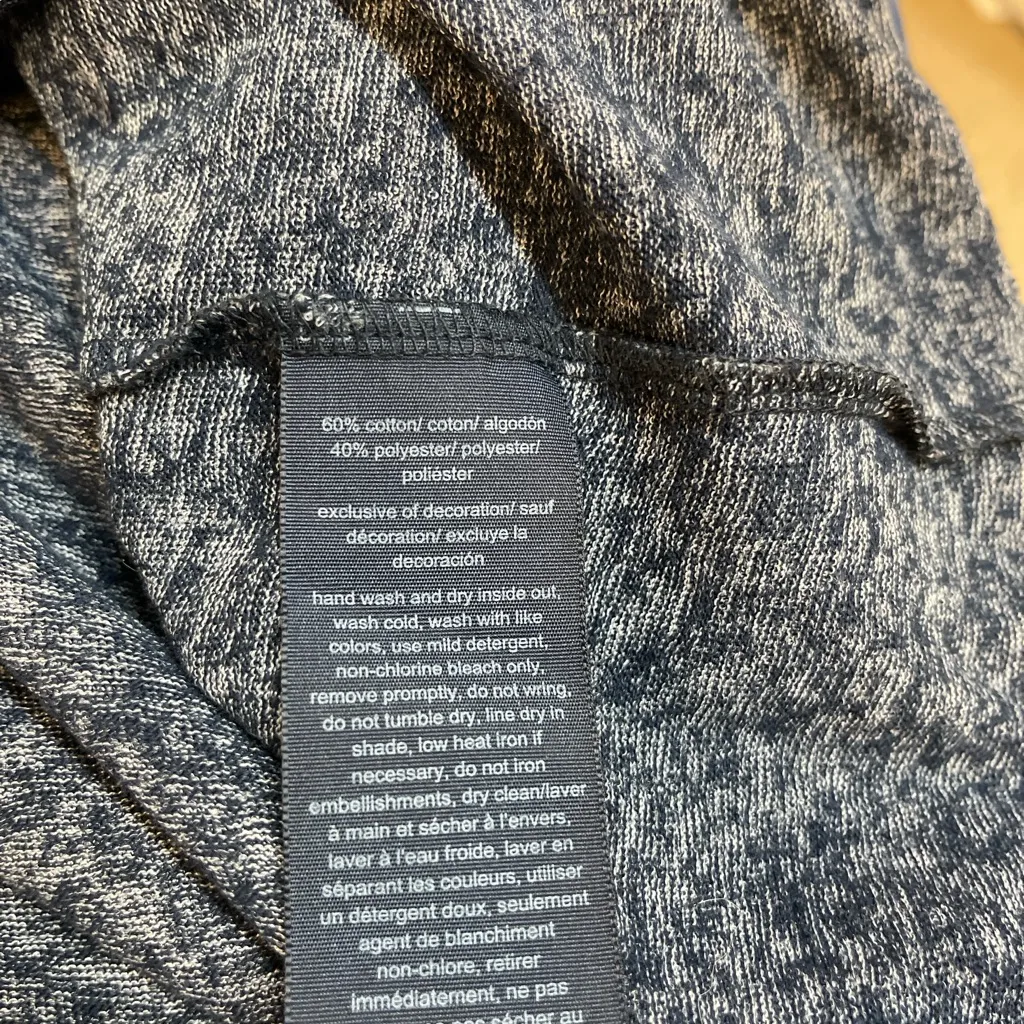 60% cotton/ coton/ algodón
40% polyester/ polyester/
poliéster
exclusive of decoration/ sauf
décoration/ excluye la
decoración
hand wash and dry inside out,
wash cold, wash with like
colors, use mild detergent,
non-chlorine bleach only,
remove promptly, do not wring,
do not tumble dry, line dry in
shade, low heat iron if
necessary, do not iron
embellishments, dry clean/laver
à main et sécher à l'envers,
laver à l'eau froide, laver en
séparant les couleurs, utiliser
un détergent doux, seulement
agent de blanchiment
non-chlore, retirer
immédiatement, ne pas
pas sécher au